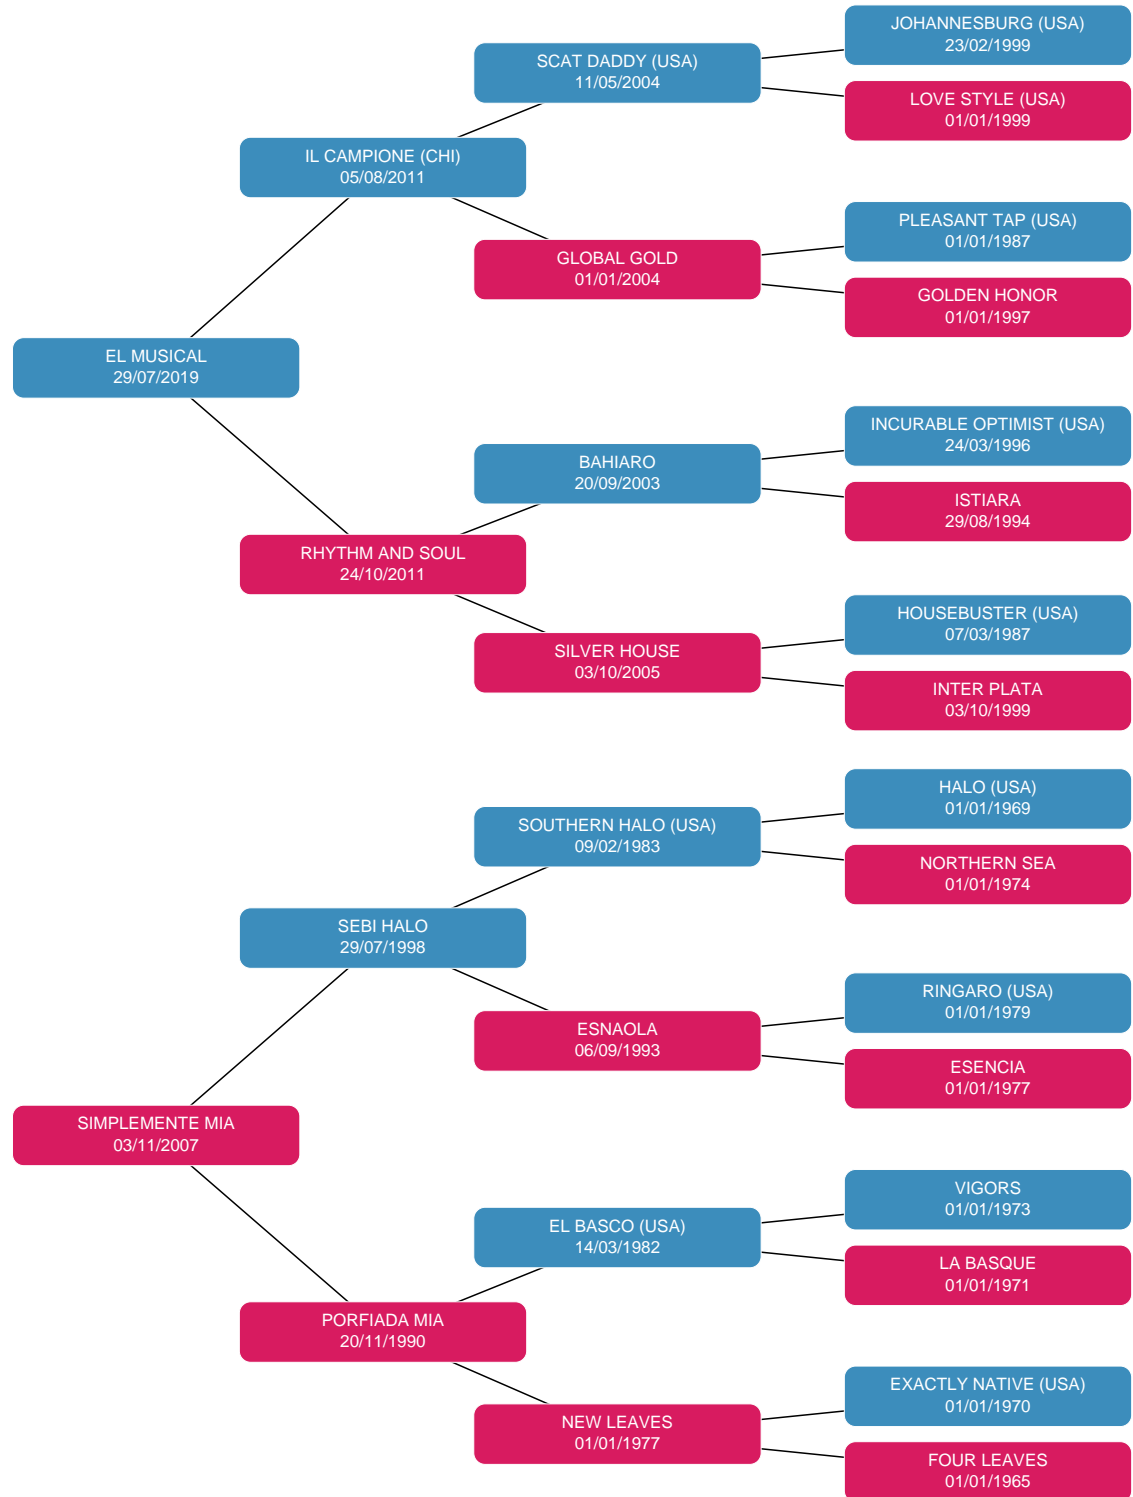 JOHANNESBURG (USA)
23/02/1999
SCAT DADDY (USA)
11/05/2004
LOVE STYLE (USA)
01/01/1999
IL CAMPIONE (CHI)
05/08/2011
PLEASANT TAP (USA)
01/01/1987
GLOBAL GOLD
01/01/2004
GOLDEN HONOR
01/01/1997
EL MUSICAL
29/07/2019
INCURABLE OPTIMIST (USA)
24/03/1996
BAHIARO
20/09/2003
ISTIARA
29/08/1994
RHYTHM AND SOUL
24/10/2011
HOUSEBUSTER (USA)
07/03/1987
SILVER HOUSE
03/10/2005
INTER PLATA
03/10/1999
HALO (USA)
01/01/1969
SOUTHERN HALO (USA)
09/02/1983
NORTHERN SEA
01/01/1974
SEBI HALO
29/07/1998
RINGARO (USA)
01/01/1979
ESNAOLA
06/09/1993
ESENCIA
01/01/1977
SIMPLEMENTE MIA
03/11/2007
VIGORS
01/01/1973
EL BASCO (USA)
14/03/1982
LA BASQUE
01/01/1971
PORFIADA MIA
20/11/1990
EXACTLY NATIVE (USA)
01/01/1970
NEW LEAVES
01/01/1977
FOUR LEAVES
01/01/1965